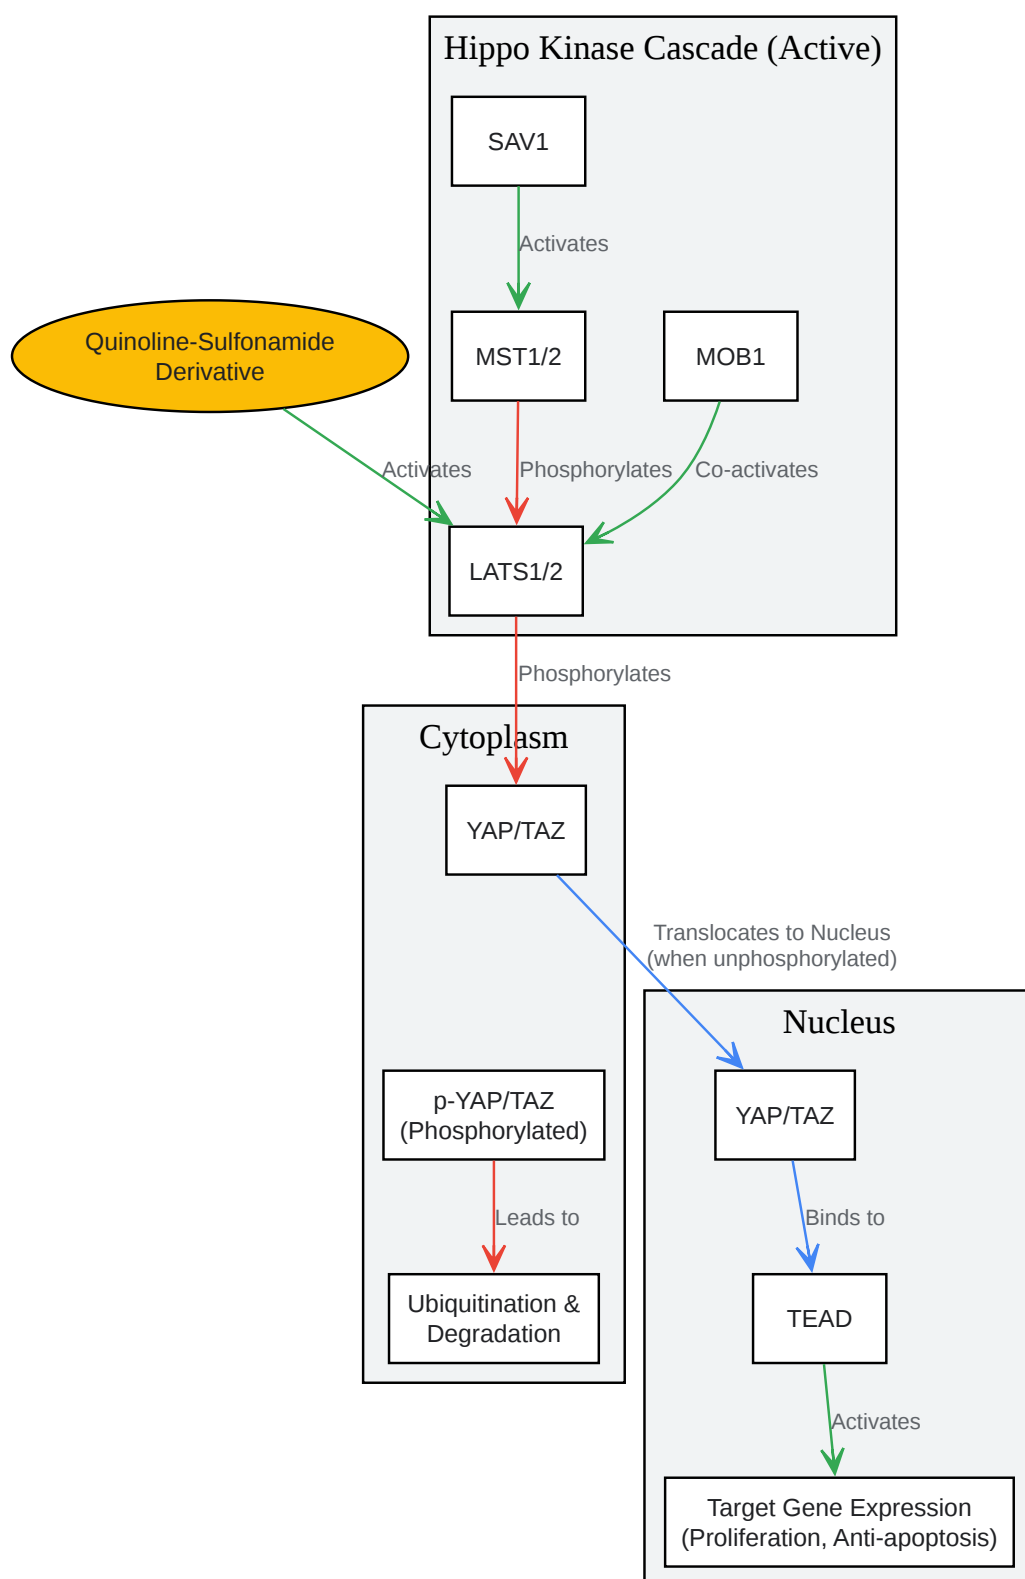 Hippo Kinase Cascade (Active)
SAV1
Activates
Quinoline-Sulfonamide
Derivative
MST1/2
MOB1
Activates
Phosphorylates
Co-activates
LATS1/2
Phosphorylates
Cytoplasm
YAP/TAZ
Translocates to Nucleus
(when unphosphorylated)
Nucleus
p-YAP/TAZ
(Phosphorylated)
YAP/TAZ
Leads to
Binds to
Ubiquitination &
Degradation
TEAD
Activates
Target Gene Expression
(Proliferation, Anti-apoptosis)